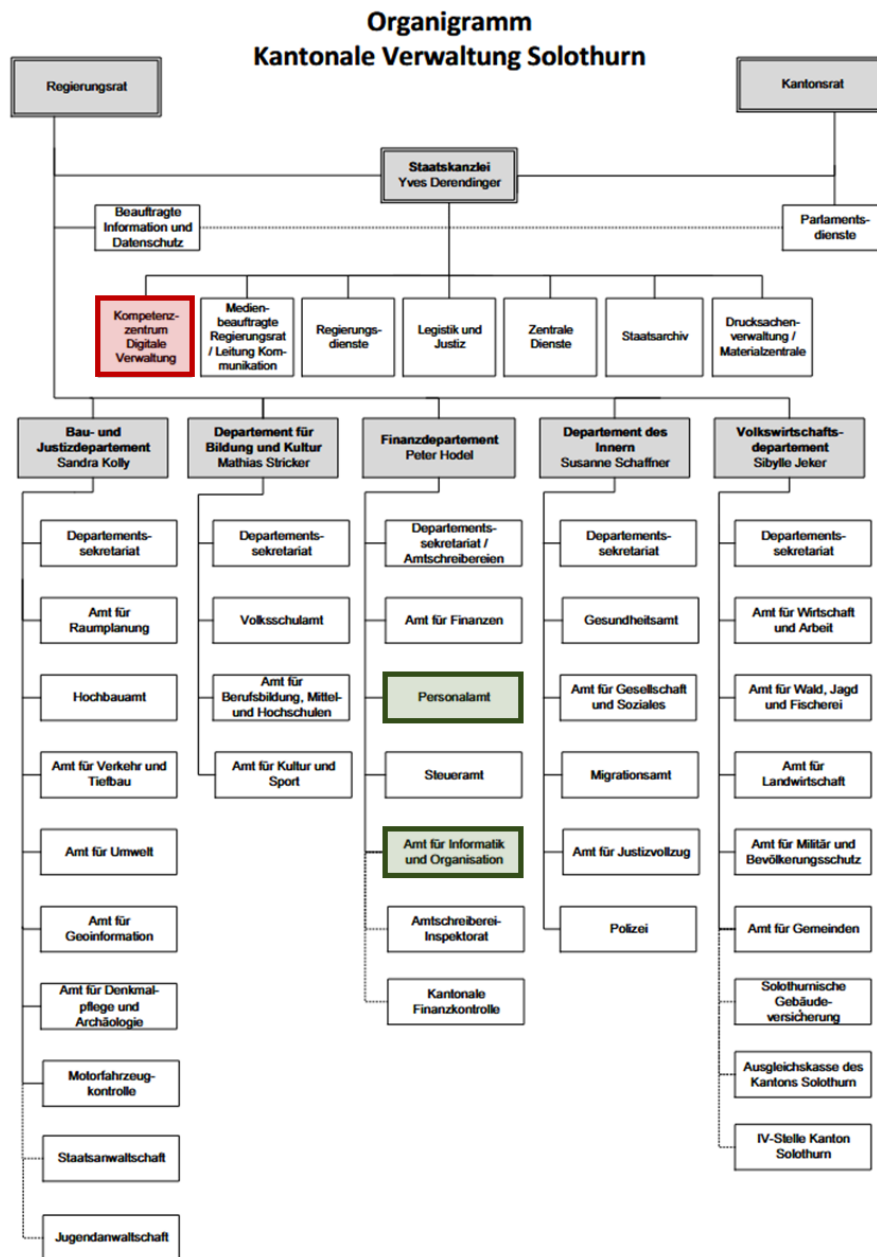 Organigramm
Kantonale Verwaltung Solothurn
Regierungsrat
Kantonsrat
Staatskanzlei
Yves Derendinger
Beauftragte
Information und
Datenschutz
Parlaments-
dienste
Kompetenz-
zentrum
Digitale
Verwaltung
Medien-
beauftragte
Regierungsrat
/ Leitung Kom-
munikation
Regierungs-
dienste
Legistik und
Justiz
Zentrale
Dienste
Staatsarchiv
Drucksachen-
verwaltung /
Materialzentrale
Bau- und
Justizdepartement
Sandra Kolly
Departement für
Bildung und Kultur
Mathias Stricker
Finanzdepartement
Peter Hodel
Departement des
Innern
Susanne Schaffner
Volkswirtschafts-
departement
Sibylle Jeker
Departements-
sekretariat
Amt für
Raumplanung
Hochbauamt
Amt für Verkehr und
Tiefbau
Amt für Umwelt
Amt für
Geoinformation
Amt für Denkmal-
pflege und
Archäologie
Motorfahrzeug-
kontrolle
Staatsanwaltschaft
Jugendanwaltschaft
Departements-
sekretariat
Volksschulamt
Amt für
Berufsbildung, Mittel-
und Hochschulen
Amt für Kultur und
Sport
Departements-
sekretariat /
Amtschreibereien
Amt für Finanzen
Personalamt
Steueramt
Amt für Informatik
und Organisation
Amtschreiberei-
Inspektorat
Kantonale
Finanzkontrolle
Departements-
sekretariat
Gesundheitsamt
Amt für Gesellschaft
und Soziales
Migrationsamt
Amt für Justizvollzug
Polizei
Departements-
sekretariat
Amt für Wirtschaft
und Arbeit
Amt für Wald, Jagd
und Fischerei
Amt für
Landwirtschaft
Amt für Militär und
Bevölkerungsschutz
Amt für Gemeinden
Solothurnische
Gebäude-
versicherung
Ausgleichskasse des
Kantons Solothurn
IV-Stelle Kanton
Solothurn